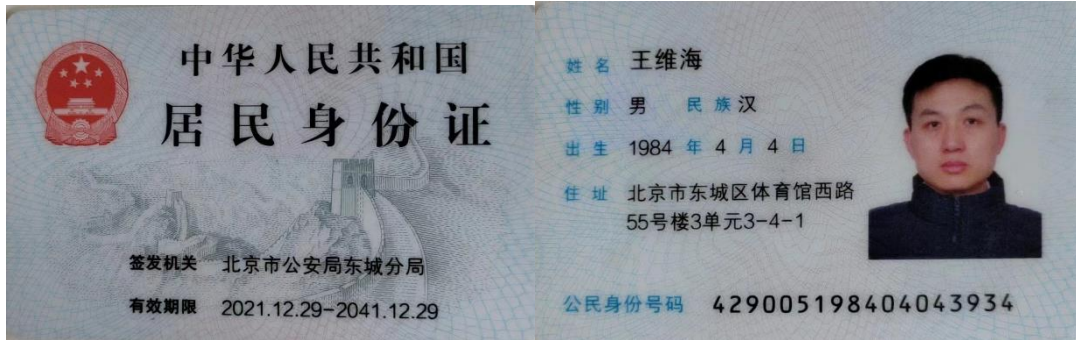 中华人民共和国
居民身份证
签发机关 北京市公安局东城分局
有效期限 2021.12.29-2041.12.29
姓名 王维海
性别 男 民族 汉
出生 1984 年 4 月 4 日
住址 北京市东城区体育馆西路
55号楼3单元3-4-1
公民身份号码 429005198404043934